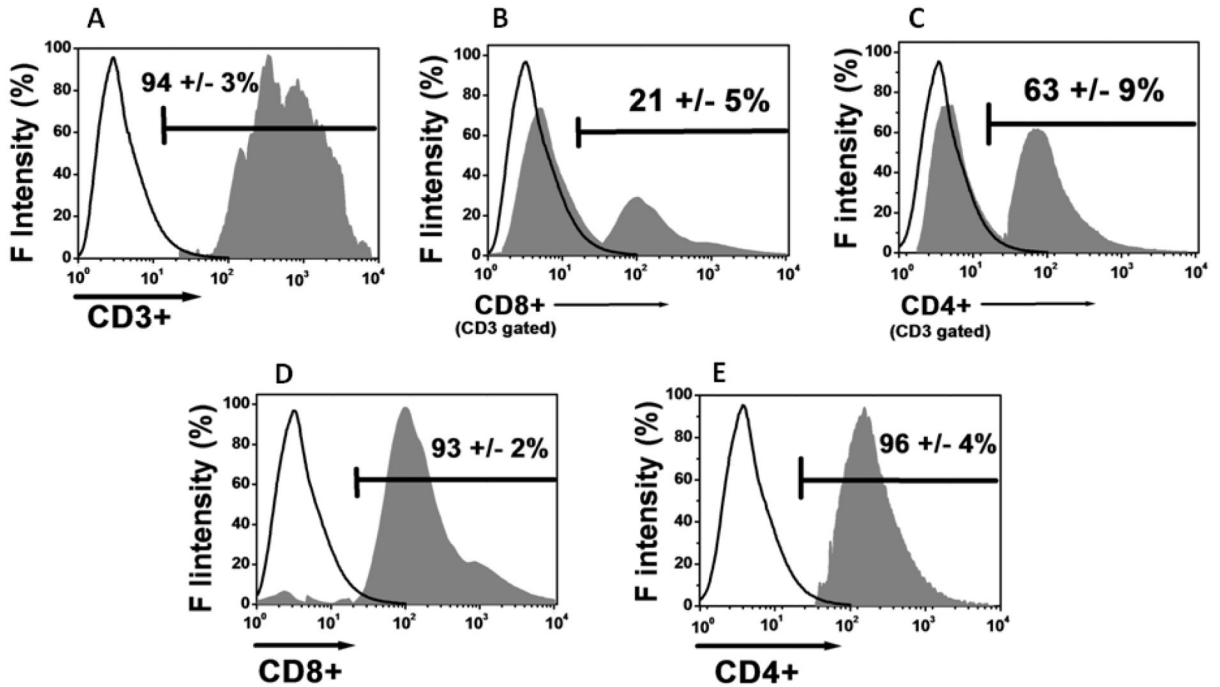 A
F Intensity (%)
100
80
60
40
20
0
94 +/- 3%
10⁰ 10¹ 10² 10³ 10⁴
CD3+
B
F lintensity (%)
100
80
60
40
20
0
21 +/- 5%
10⁰ 10¹ 10² 10³ 10⁴
CD8+
(CD3 gated)
C
F intensity (%)
100
80
60
40
20
0
63 +/- 9%
10⁰ 10¹ 10² 10³ 10⁴
CD4+
(CD3 gated)
D
F lintensity (%)
100
80
60
40
20
0
93 +/- 2%
10⁰ 10¹ 10² 10³ 10⁴
CD8+
E
F intensity (%)
100
80
60
40
20
0
96 +/- 4%
10⁰ 10¹ 10² 10³ 10⁴
CD4+